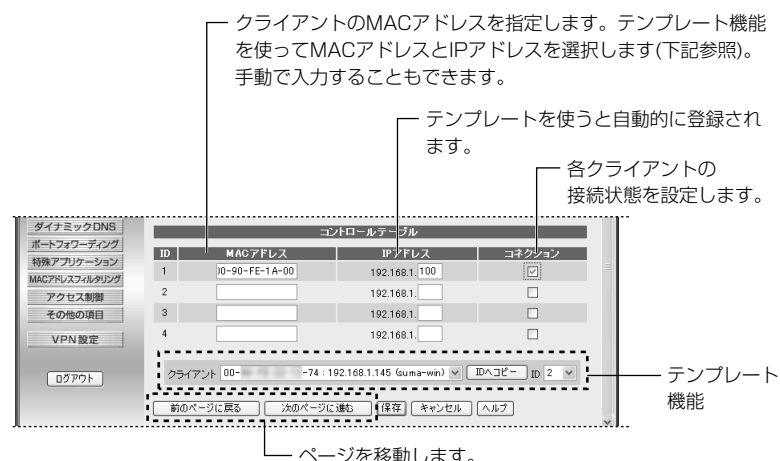 クライアントのMACアドレスを指定します。テンプレート機能
を使ってMACアドレスとIPアドレスを選択します(下記参照)。
手動で入力することもできます。
テンプレートを使うと自動的に登録され
ます。
各クライアントの
接続状態を設定します。
ダイナミックDNS
ポートフォワーディング
特殊アプリケーション
MACアドレスフィルタリング
アクセス制御
その他の項目
VPN設定
ログアウト
コントロールテーブル
ID MACアドレス IPアドレス コネクション
1 00-90-FE-1A-00 192.168.1.100
2 192.168.1.
3 192.168.1.
4 192.168.1.
クライアント 00- -74 : 192.168.1.145 (suma-win) IDへコピー ID 2
前のページに戻る 次のページに進む 保存 キャンセル ヘルプ
テンプレート
機能
ページを移動します。